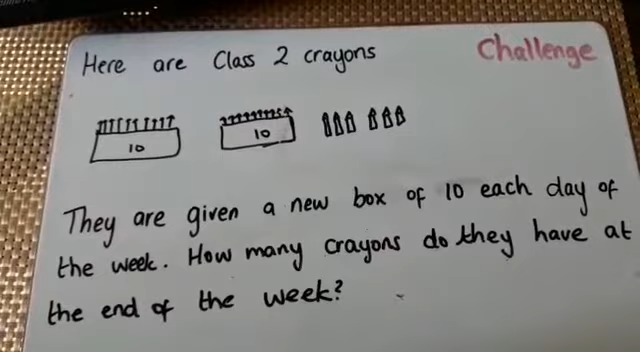 Challenge
Here are Class 2 crayons
10 10
They are given a new box of 10 each day of
the week. How many crayons do they have at
the end of the week?